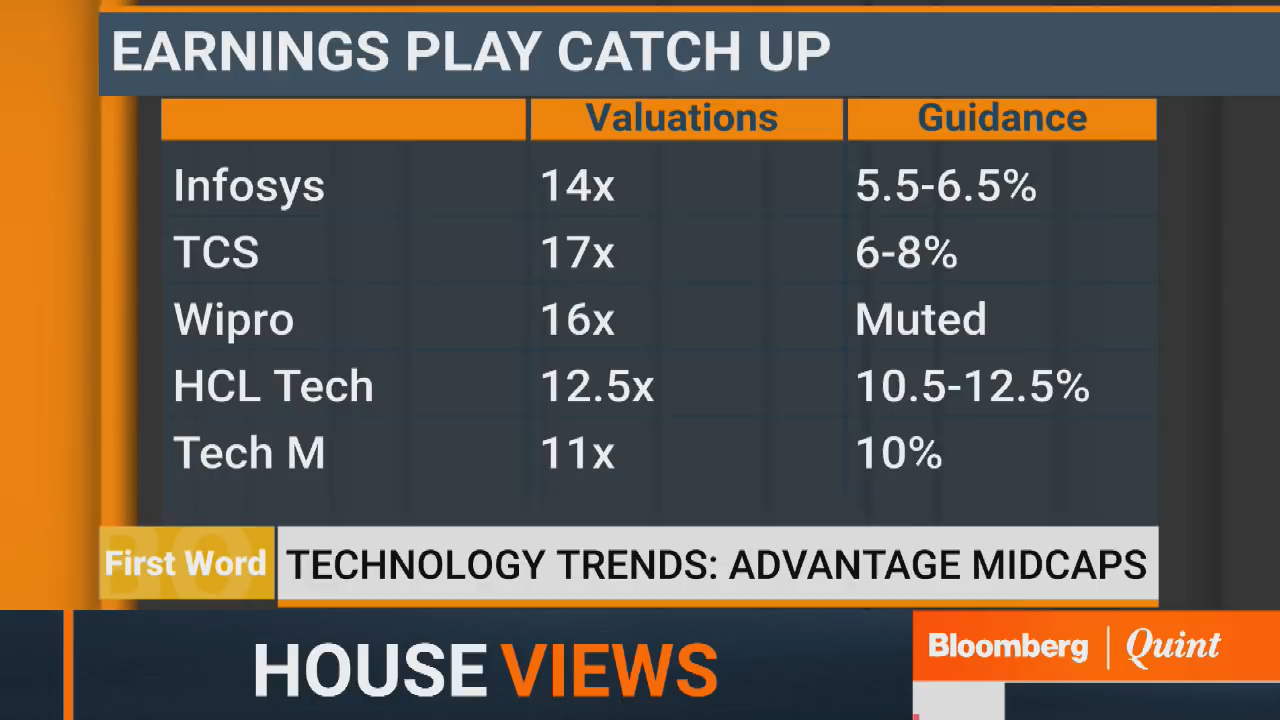 EARNINGS PLAY CATCH UP
Valuations Guidance
Infosys 14x 5.5-6.5%
TCS 17x 6-8%
Wipro 16x Muted
HCL Tech 12.5x 10.5-12.5%
Tech M 11x 10%
First Word TECHNOLOGY TRENDS: ADVANTAGE MIDCAPS
HOUSE VIEWS
Bloomberg | Quint